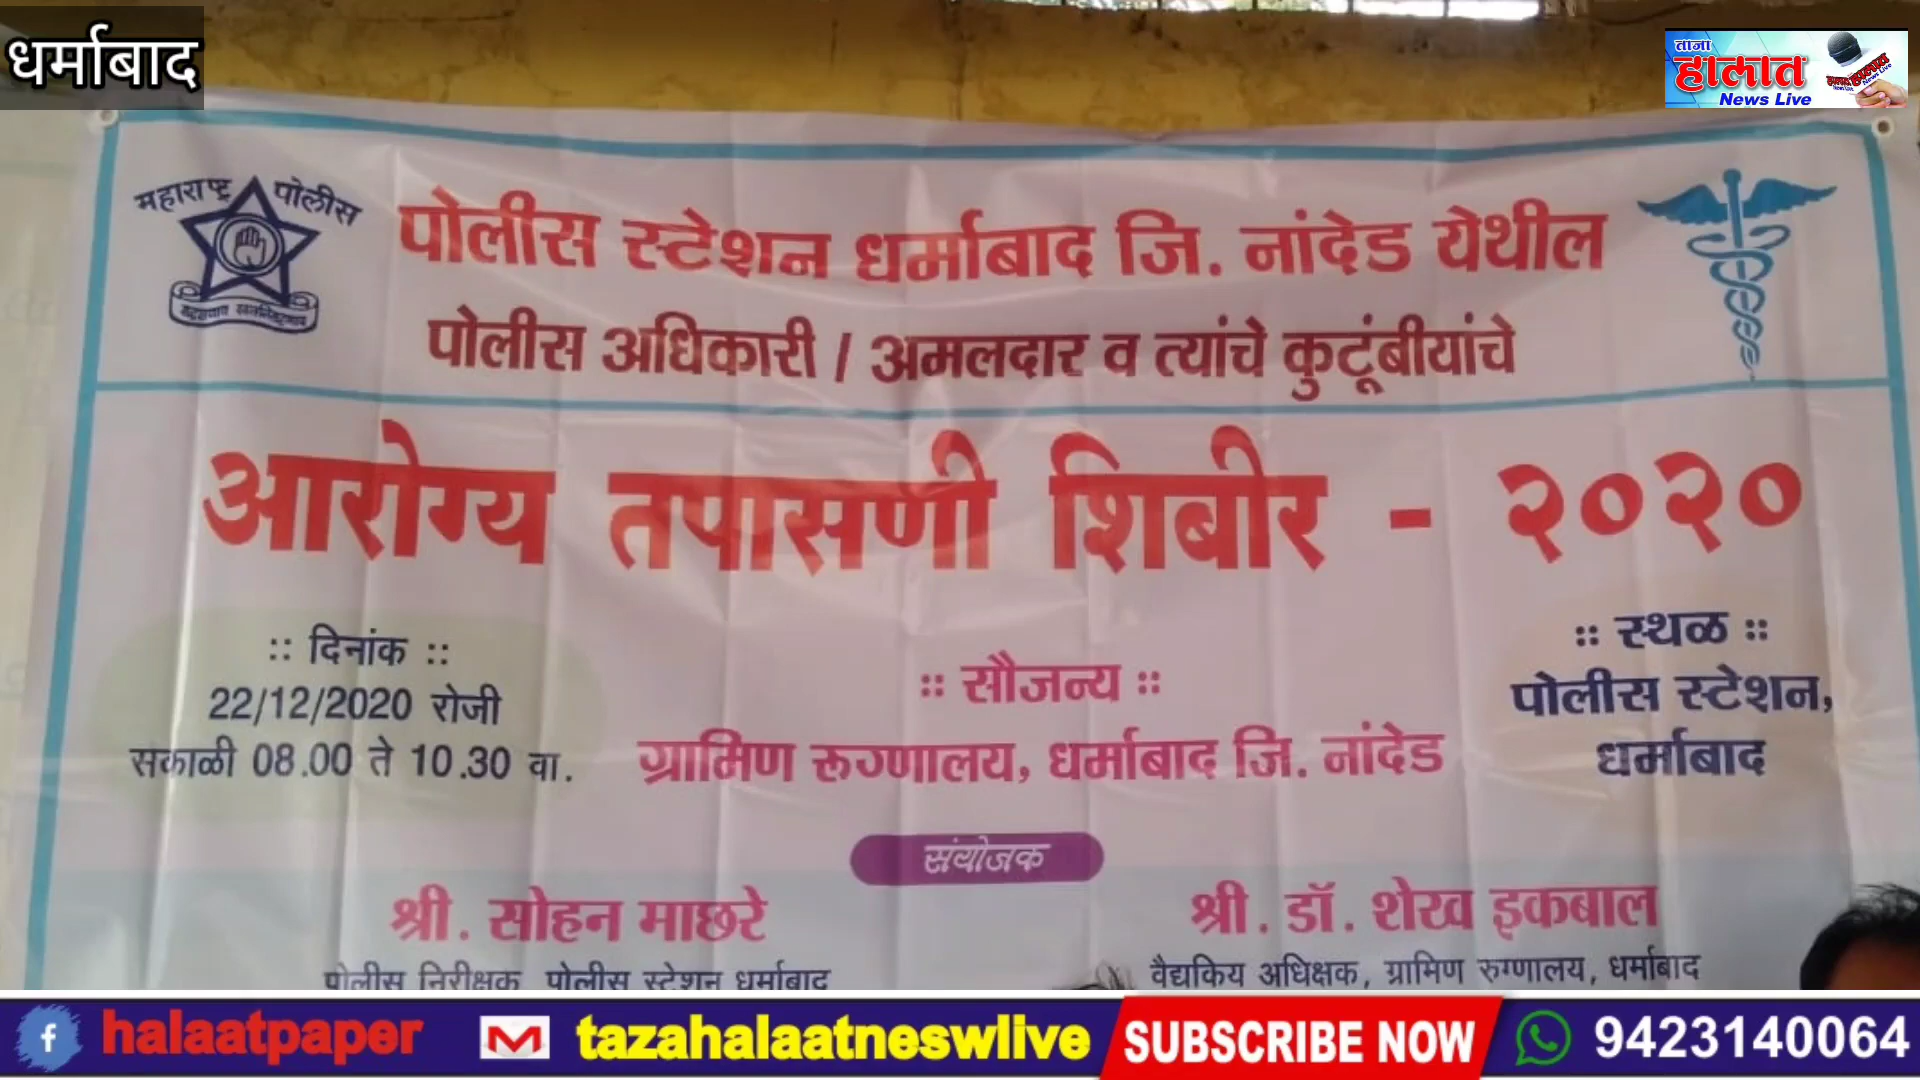 धर्माबाद
ताजा
हालात
News Live
महाराष्ट्र पोलीस
पोलीस स्टेशन धर्माबाद जि. नांदेड येथील
पोलीस अधिकारी / अमलदार व त्यांचे कुटूंबीयांचे
आरोग्य तपासणी शिबीर - २०२०
:: दिनांक ::
22/12/2020 रोजी
सकाळी 08.00 ते 10.30 वा.
:: सौजन्य ::
ग्रामिण रुग्णालय, धर्माबाद जि. नांदेड
:: स्थळ ::
पोलीस स्टेशन,
धर्माबाद
संयोजक
श्री. सोहन माछरे
पोलीस निरीक्षक पोलीस स्टेशन धर्माबाद
श्री. डॉ. शेख इकबाल
वैद्यकिय अधिक्षक, ग्रामिण रुग्णालय, धर्माबाद
halaatpaper
tazahalaatneswlive
SUBSCRIBE NOW
9423140064